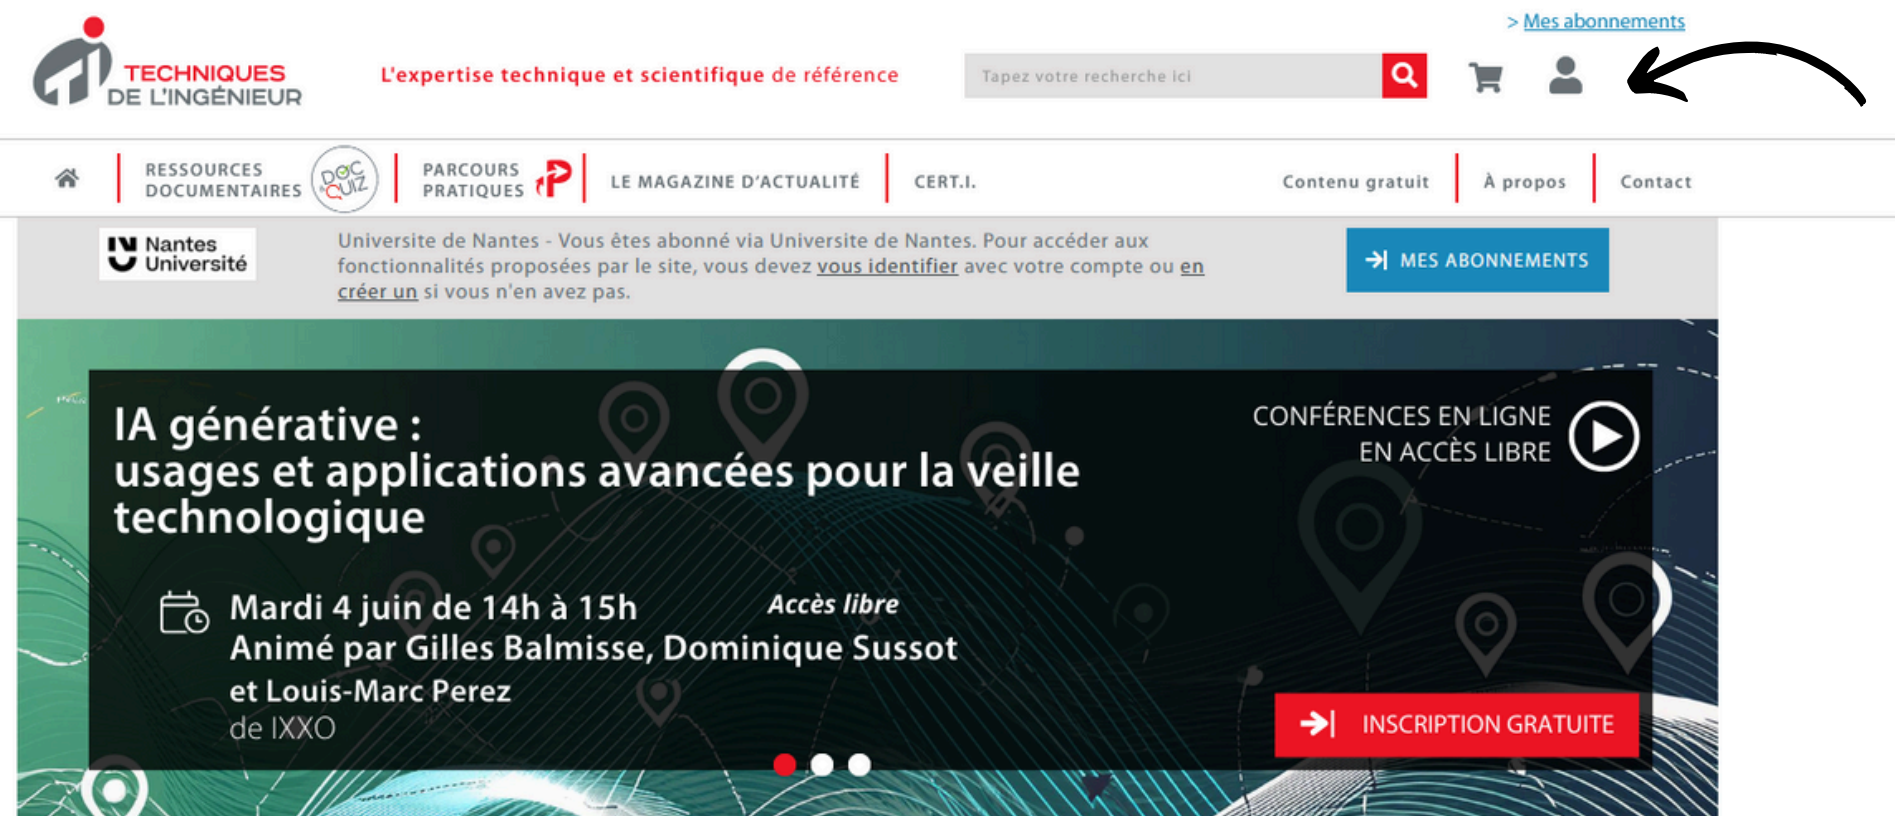 > Mes abonnements
TECHNIQUES
DE L'INGÉNIEUR
L'expertise technique et scientifique de référence
Tapez votre recherche ici
RESSOURCES
DOCUMENTAIRES
DOC
&QUIZ
PARCOURS
PRATIQUES
P
LE MAGAZINE D'ACTUALITÉ
CERT.I.
Contenu gratuit
À propos
Contact
Nantes
Université
Universite de Nantes - Vous êtes abonné via Universite de Nantes. Pour accéder aux
fonctionnalités proposées par le site, vous devez vous identifier avec votre compte ou en
créer un si vous n'en avez pas.
MES ABONNEMENTS
IA générative :
usages et applications avancées pour la veille
technologique
CONFÉRENCES EN LIGNE
EN ACCÈS LIBRE
Mardi 4 juin de 14h à 15h
Accès libre
Animé par Gilles Balmisse, Dominique Sussot
et Louis-Marc Perez
de IXXO
INSCRIPTION GRATUITE